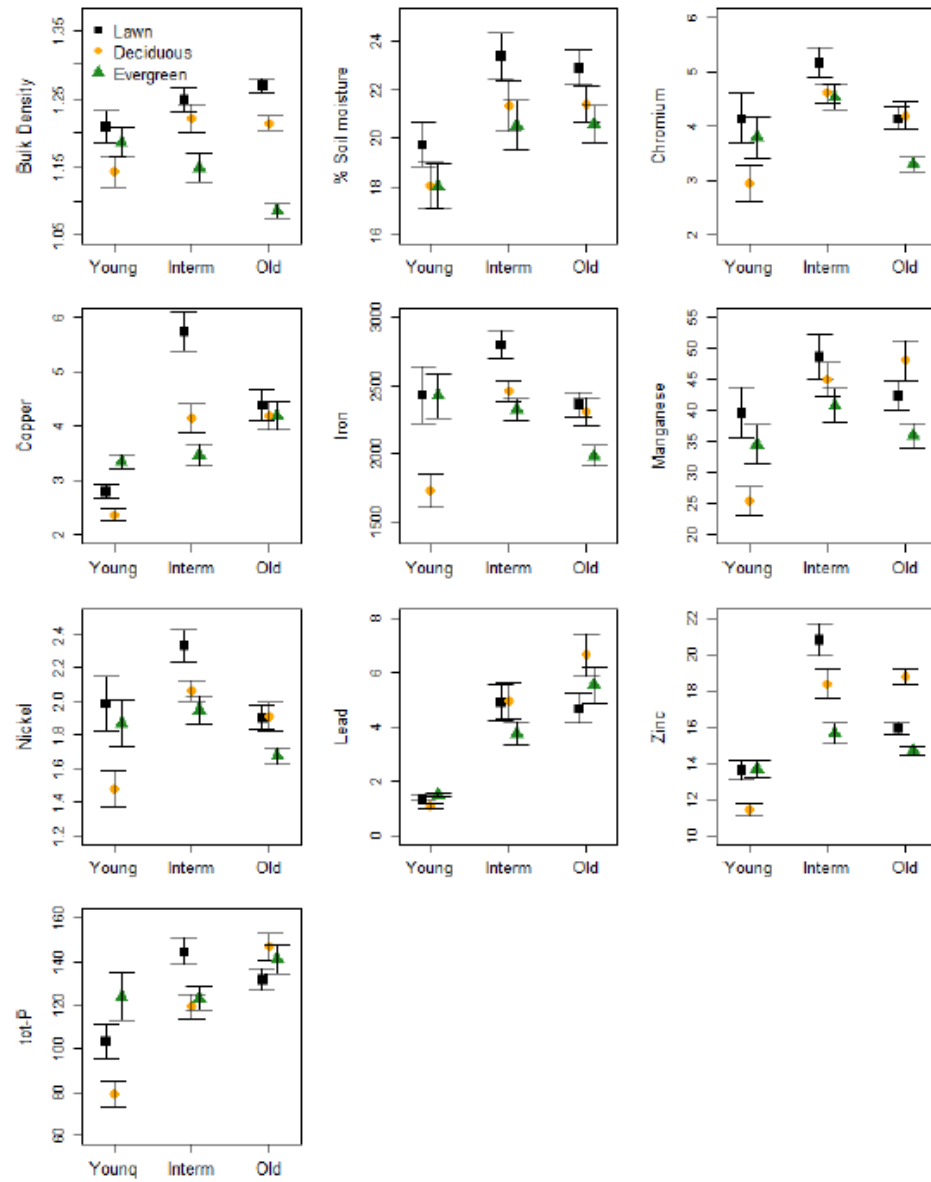 Bulk Density
1.35
1.25
1.15
1.05
Lawn
Deciduous
Evergreen
Young Interm Old
% Soil moisture
24
22
20
18
16
Young Interm Old
Chromium
5
6
4
3
2
Young Interm Old
Copper
6
5
4
3
2
Young Interm Old
Iron
3000
2500
2000
1500
Young Interm Old
Manganese
55
50
45
40
35
30
25
20
Young Interm Old
Nickel
2.4
2.2
2.0
1.8
1.6
1.4
1.2
Young Interm Old
Lead
8
6
4
2
0
Young Interm Old
Zinc
22
20
18
16
14
12
10
Young Interm Old
tot-P
160
140
120
100
80
60
Young Interm Old